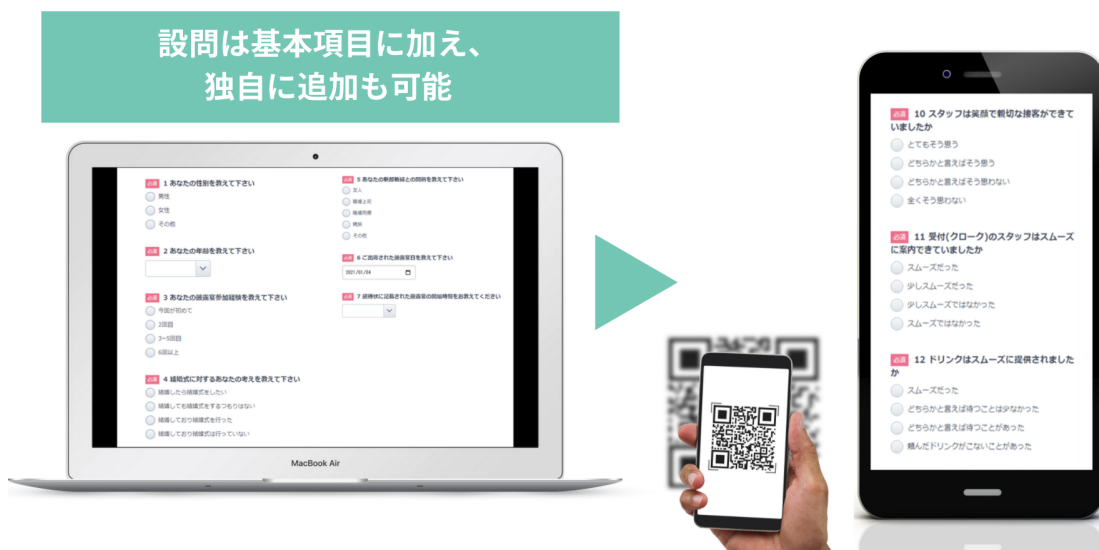 設問は基本項目に加え、
独自に追加も可能
必須 1 あなたの性別を教えて下さい
男性
女性
その他
必須 2 あなたの年齢を教えて下さい
必須 3 あなたの披露宴参加経験を教えて下さい
今回が初めて
2回目
3~5回目
6回以上
必須 4 結婚式に対するあなたの考えを教えて下さい
結婚したら結婚式をしたい
結婚しても結婚式をするつもりはない
結婚しており結婚式を行った
結婚しており結婚式は行っていない
必須 5 あなたの新郎新婦との関係を教えて下さい
友人
職場上司
職場同僚
親族
その他
必須 6 ご出席された披露宴日を教えて下さい
2021/01/04
必須 7 招待状に記載された披露宴の開始時間をお教えてください
MacBook Air
必須 10 スタッフは笑顔で親切な接客ができて
いましたか
とてもそう思う
どちらかと言えばそう思う
どちらかと言えばそう思わない
全くそう思わない
必須 11 受付(クローク)のスタッフはスムーズ
に案内できていましたか
スムーズだった
少しスムーズだった
少しスムーズではなかった
スムーズではなかった
必須 12 ドリンクはスムーズに提供されました
か
スムーズだった
どちらかと言えば待つことは少なかった
どちらかと言えば待つことがあった
頼んだドリンクがこないことがあった